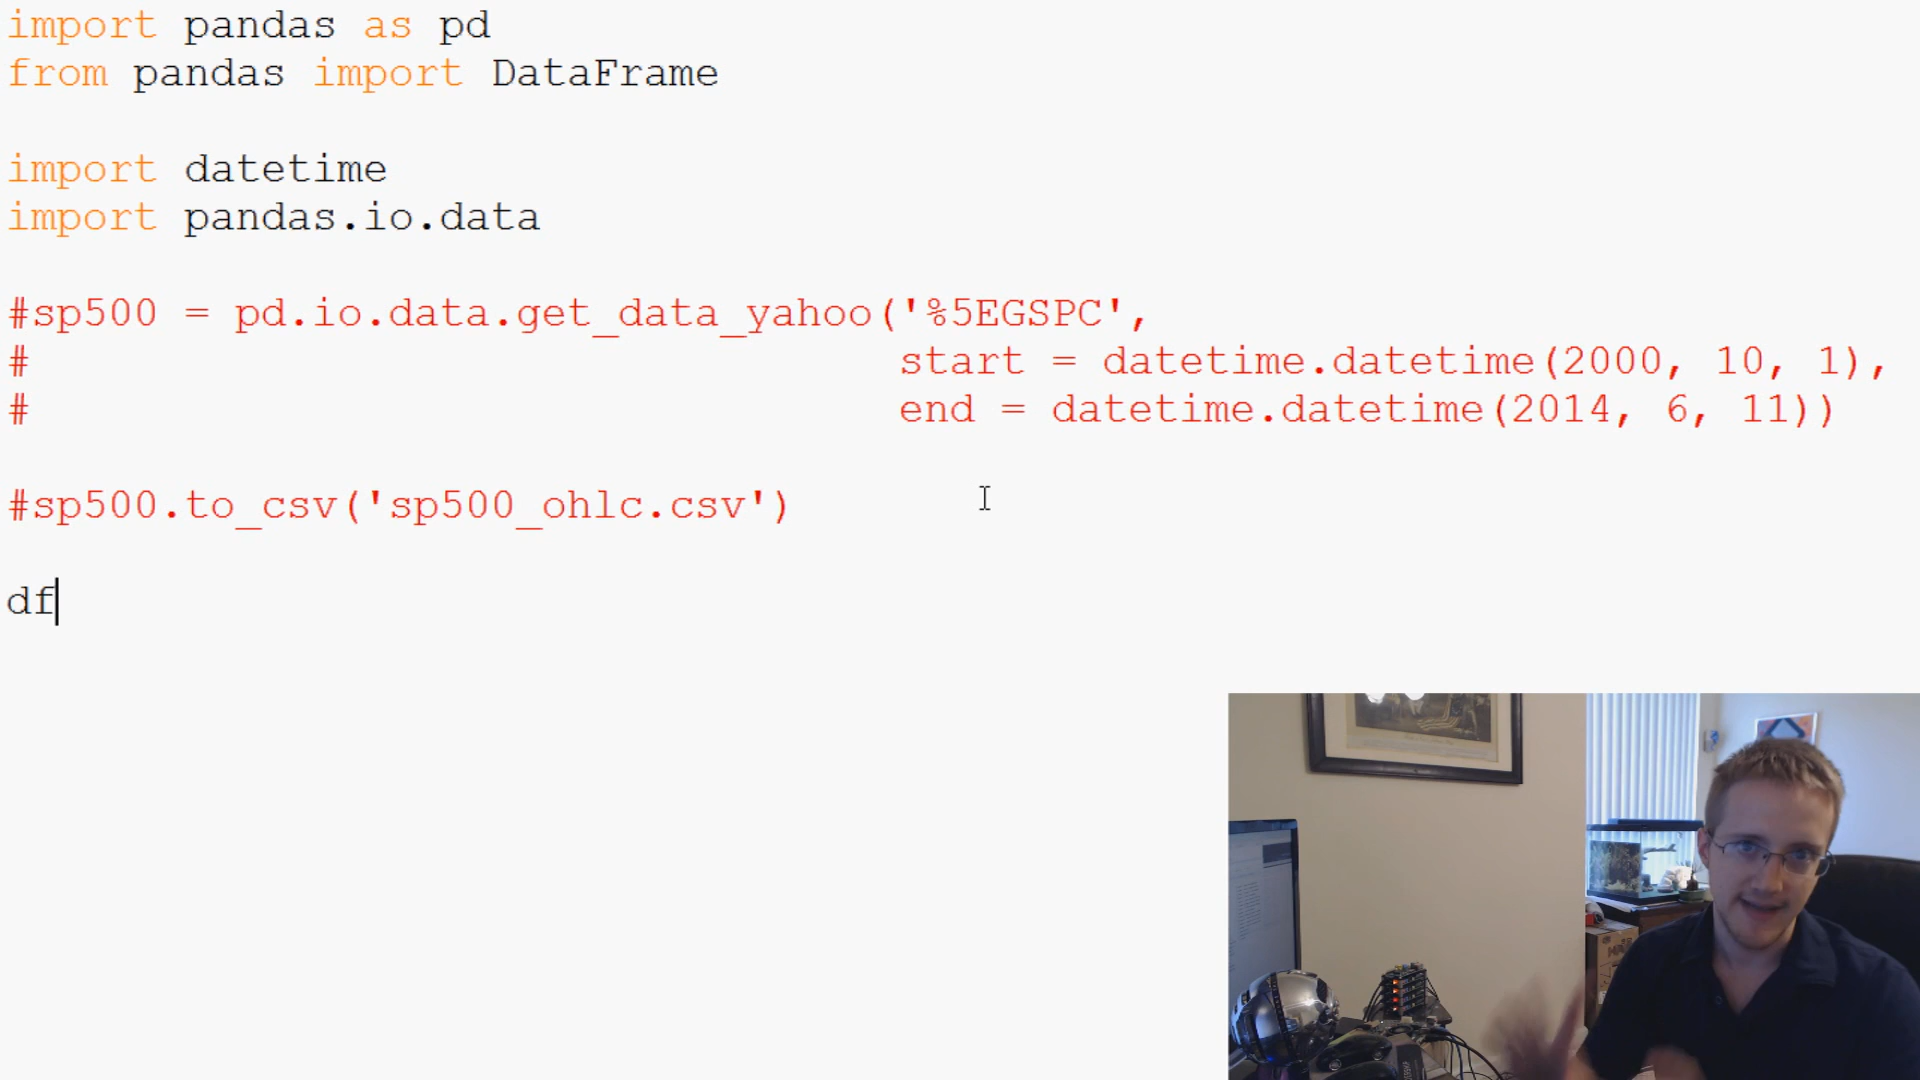 import pandas as pd
from pandas import DataFrame
import datetime
import pandas.io.data
#sp500 = pd.io.data.get_data_yahoo('%5EGSPC',
# start = datetime.datetime(2000, 10, 1),
# end = datetime.datetime(2014, 6, 11))
#sp500.to_csv('sp500_ohlc.csv')
df